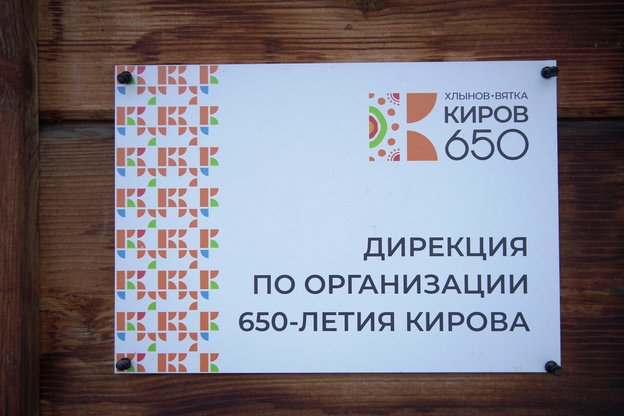 ХЛЫНОВ•ВЯТКА
КИРОВ
650
ДИРЕКЦИЯ
ПО ОРГАНИЗАЦИИ
650-ЛЕТИЯ КИРОВА